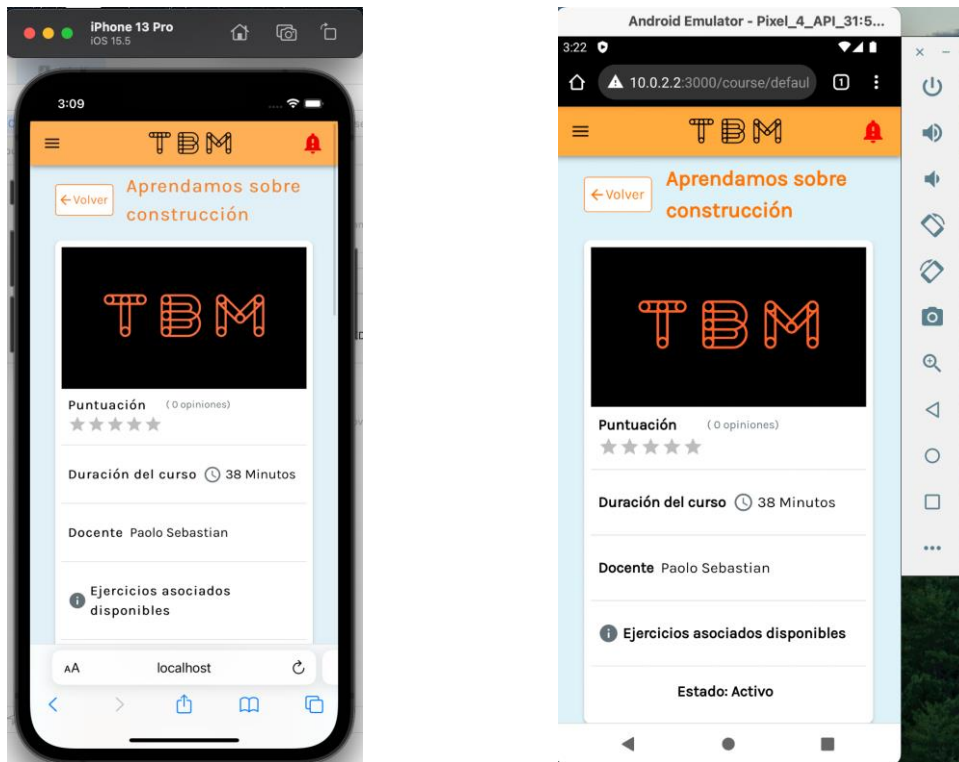 iPhone 13 Pro
iOS 15.5
3:09
TBM
Volver
Aprendamos sobre
construcción
TBM
Puntuación ( 0 opiniones)
Duración del curso 38 Minutos
Docente Paolo Sebastian
Ejercicios asociados
disponibles
AA localhost
Android Emulator - Pixel_4_API_31:5...
3:22
10.0.2.2:3000/course/defaul 1
TBM
Volver
Aprendamos sobre
construcción
TBM
Puntuación ( 0 opiniones)
Duración del curso 38 Minutos
Docente Paolo Sebastian
Ejercicios asociados disponibles
Estado: Activo